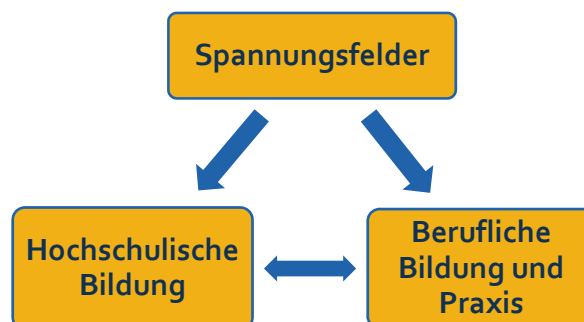 Spannungsfelder
Hochschulische
Bildung
Berufliche
Bildung und
Praxis